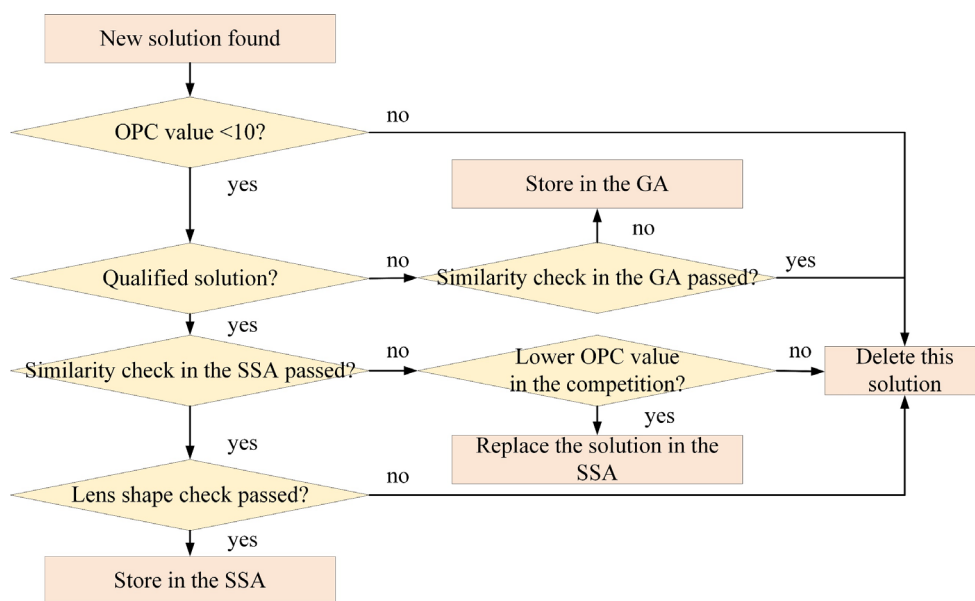 New solution found
OPC value <10?
no
yes
Store in the GA
no
Qualified solution?
no
Similarity check in the GA passed?
yes
yes
Similarity check in the SSA passed?
no
Lower OPC value
in the competition?
no
Delete this
solution
yes
yes
Replace the solution in the
SSA
Lens shape check passed?
no
yes
Store in the SSA